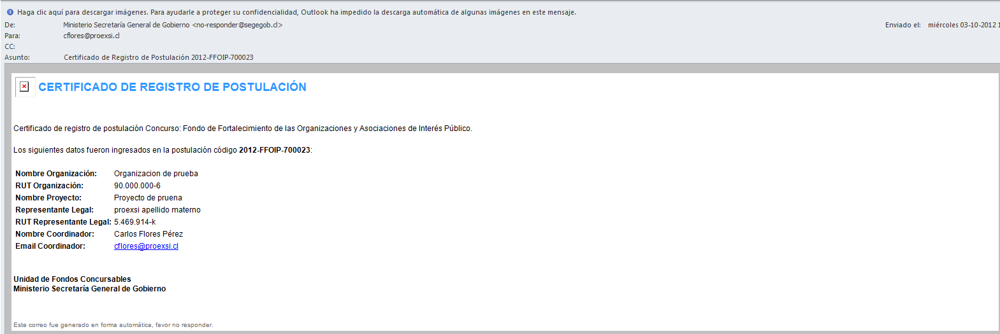 Haga clic aquí para descargar imágenes. Para ayudarle a proteger su confidencialidad, Outlook ha impedido la descarga automática de algunas imágenes en este mensaje.
De: Ministerio Secretaría General de Gobierno <no-responder@segegob.cl> Enviado el: miércoles 03-10-2012 1
Para: cflores@proexsi.cl
CC:
Asunto: Certificado de Registro de Postulación 2012-FFOIP-700023
CERTIFICADO DE REGISTRO DE POSTULACIÓN
Certificado de registro de postulación Concurso: Fondo de Fortalecimiento de las Organizaciones y Asociaciones de Interés Público.
Los siguientes datos fueron ingresados en la postulación código 2012-FFOIP-700023:
Nombre Organización: Organizacion de prueba
RUT Organización: 90.000.000-6
Nombre Proyecto: Proyecto de pruena
Representante Legal: proexsi apellido materno
RUT Representante Legal: 5.469.914-k
Nombre Coordinador: Carlos Flores Pérez
Email Coordinador: cflores@proexsi.cl
Unidad de Fondos Concursables
Ministerio Secretaría General de Gobierno
Este correo fue generado en forma automática, favor no responder.